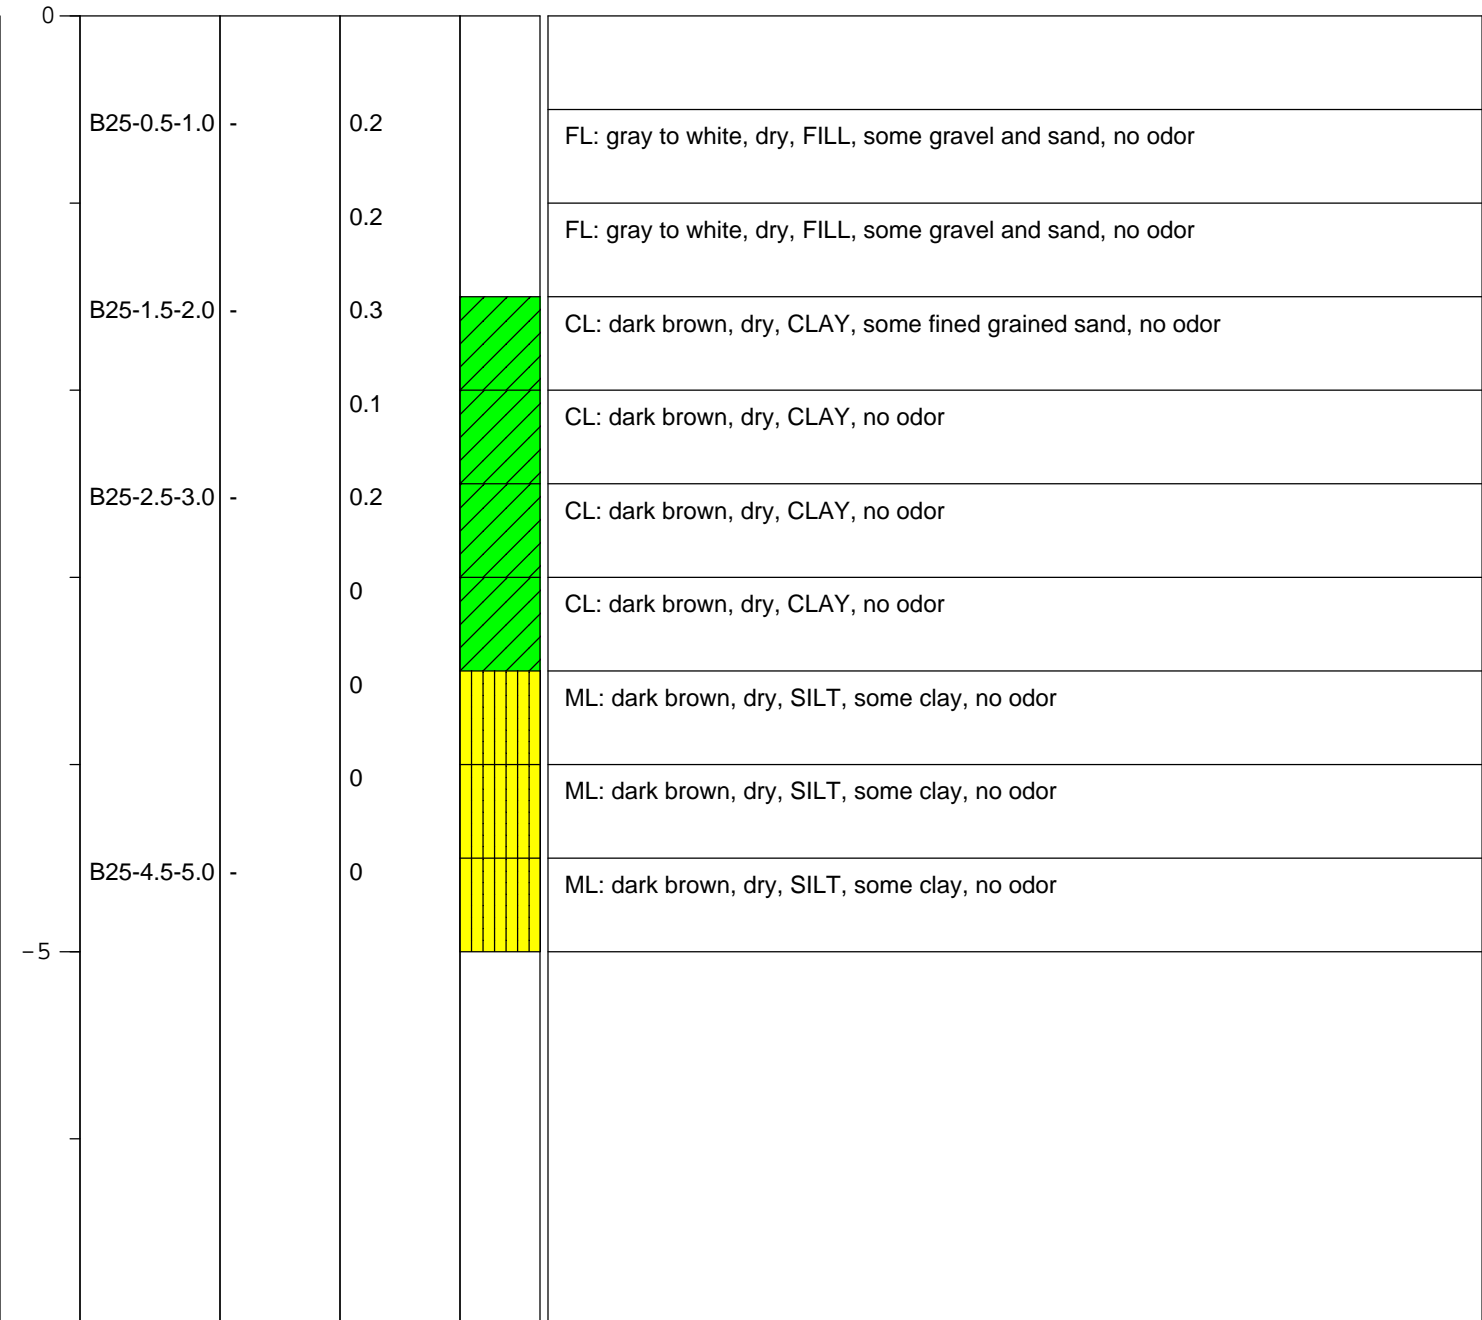 0
B25-0.5-1.0 - 0.2 FL: gray to white, dry, FILL, some gravel and sand, no odor
0.2 FL: gray to white, dry, FILL, some gravel and sand, no odor
B25-1.5-2.0 - 0.3 CL: dark brown, dry, CLAY, some fined grained sand, no odor
0.1 CL: dark brown, dry, CLAY, no odor
B25-2.5-3.0 - 0.2 CL: dark brown, dry, CLAY, no odor
0 CL: dark brown, dry, CLAY, no odor
0 ML: dark brown, dry, SILT, some clay, no odor
0 ML: dark brown, dry, SILT, some clay, no odor
B25-4.5-5.0 - 0 ML: dark brown, dry, SILT, some clay, no odor
-5